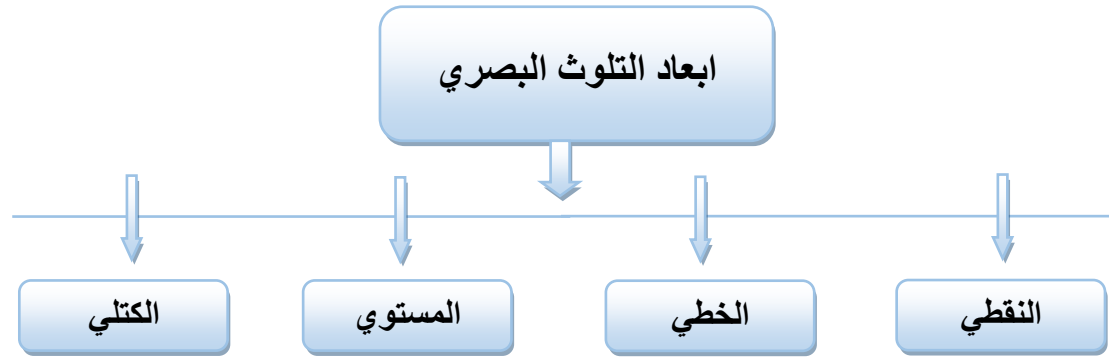 ابعاد التلوث البصري
النقطي
الخطي
المستوي
الكتلي